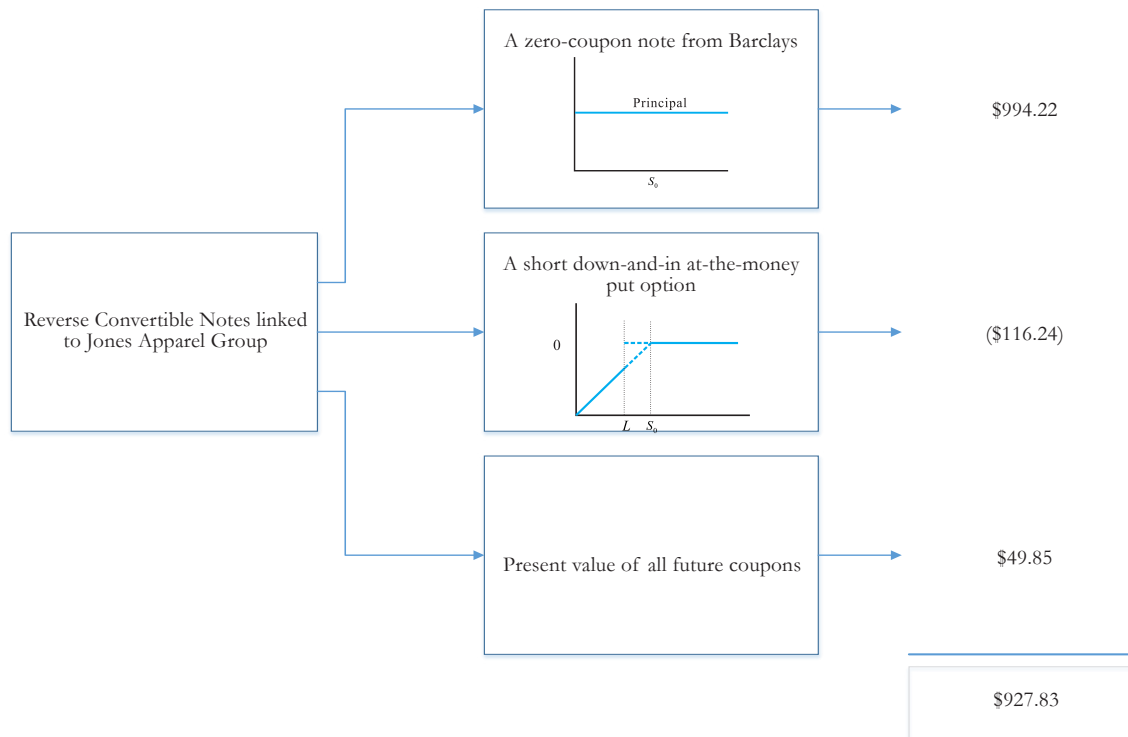 A zero-coupon note from Barclays
Principal
S₀
$994.22
Reverse Convertible Notes linked
to Jones Apparel Group
A short down-and-in at-the-money
put option
0
L S₀
($116.24)
Present value of all future coupons
$49.85
$927.83